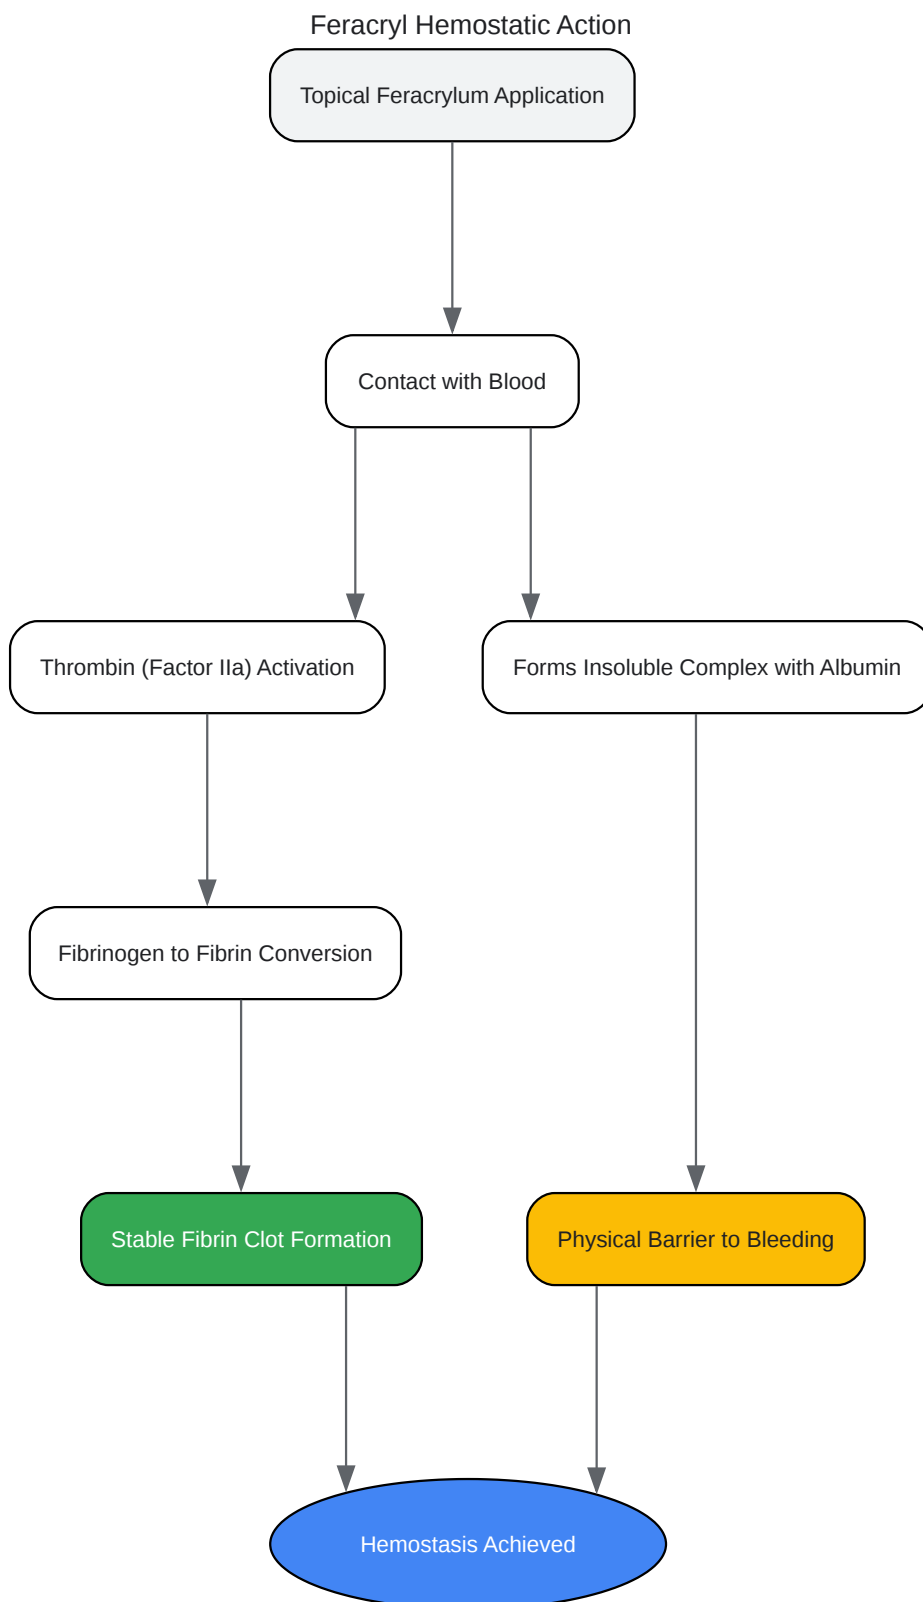 Feracryl Hemostatic Action
Topical Feracrylum Application
Contact with Blood
Thrombin (Factor IIa) Activation
Forms Insoluble Complex with Albumin
Fibrinogen to Fibrin Conversion
Stable Fibrin Clot Formation
Physical Barrier to Bleeding
Hemostasis Achieved